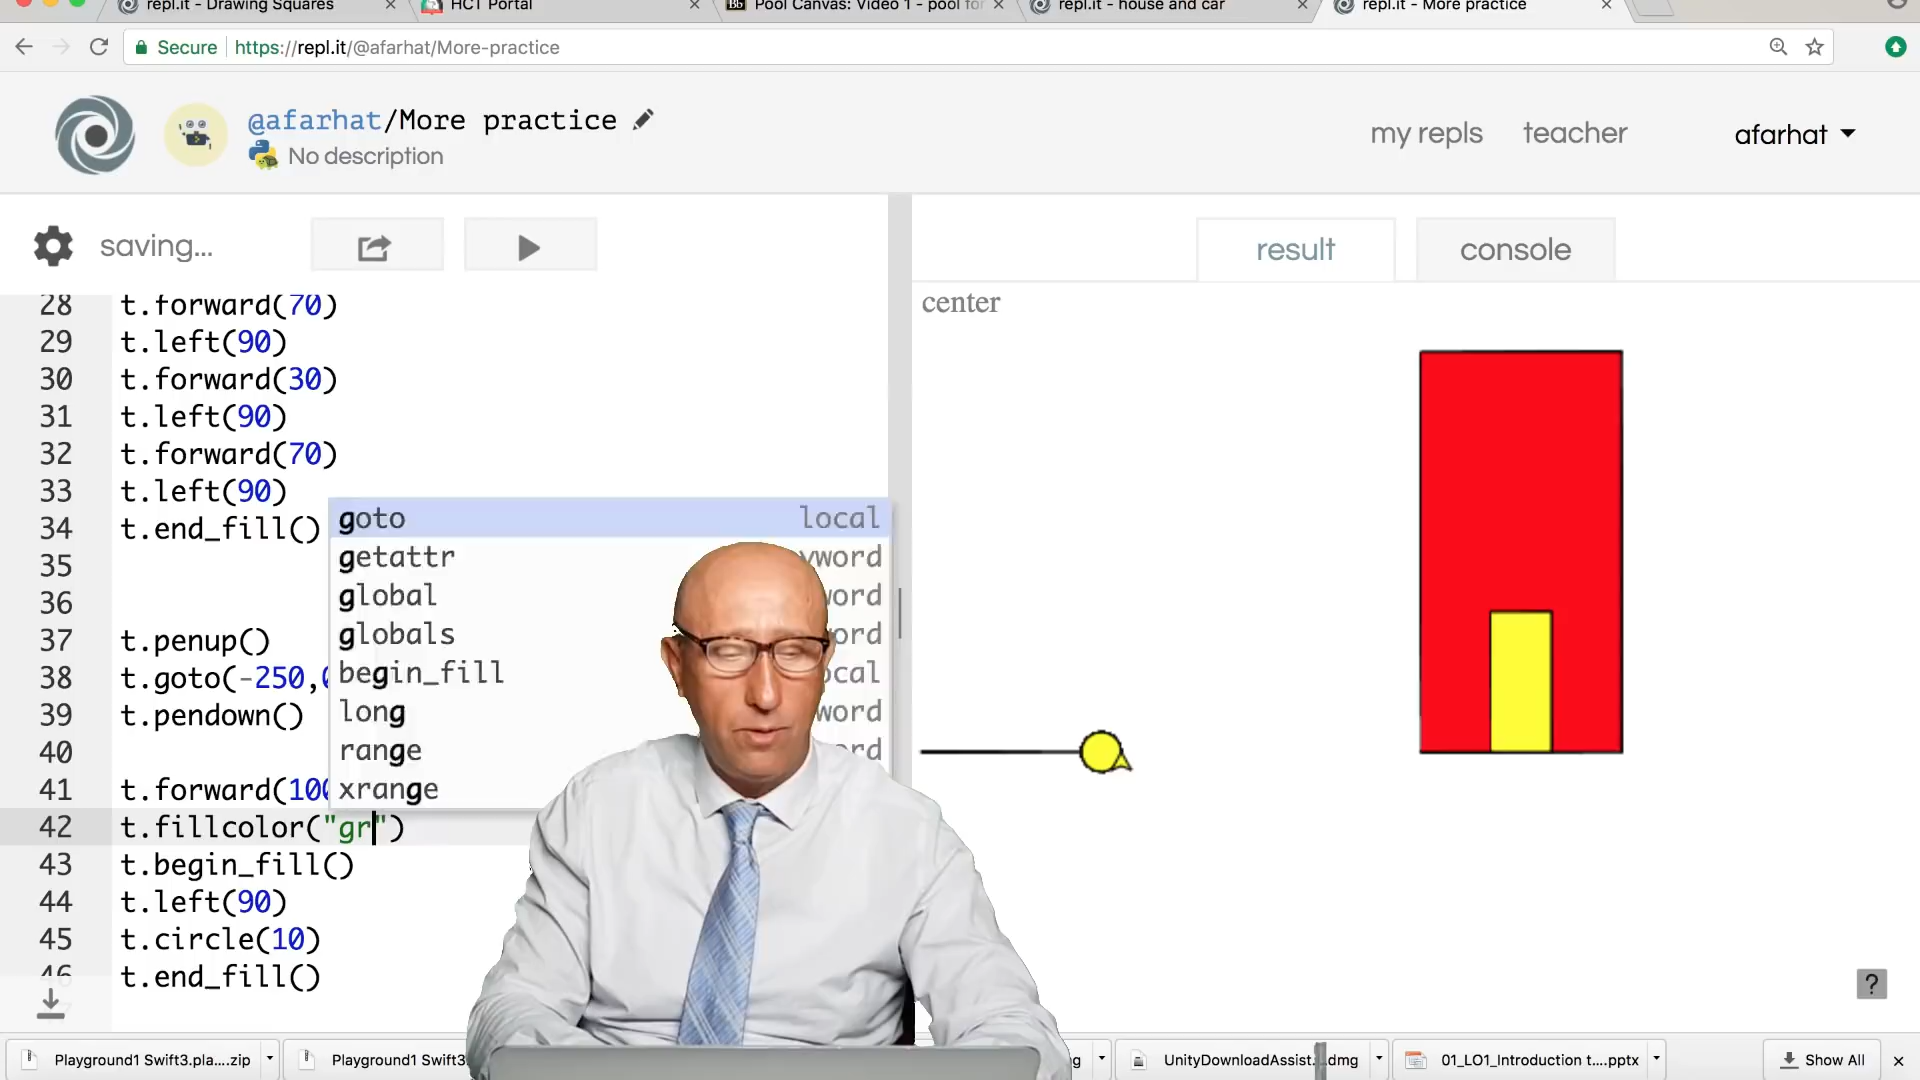 repl.it - Drawing Squares
HCT Portal
Pool Canvas: Video 1 - pool for
repl.it - house and car
repl.it - More practice
Secure https://repl.it/@afarhat/More-practice
@afarhat/More practice
No description
my repls teacher afarhat
saving...
result console
center
28 t.forward(70)
29 t.left(90)
30 t.forward(30)
31 t.left(90)
32 t.forward(70)
33 t.left(90)
34 t.end_fill()
35
36
37 t.penup()
38 t.goto(-250,
39 t.pendown()
40
41 t.forward(100
42 t.fillcolor("gr")
43 t.begin_fill()
44 t.left(90)
45 t.circle(10)
46 t.end_fill()
goto local
getattr
global
globals
begin_fill
long
range
xrange
?
Playground1 Swift3.pla....zip
Playground1 Swift3
UnityDownloadAssist....dmg
01_LO1_Introduction t....pptx
Show All